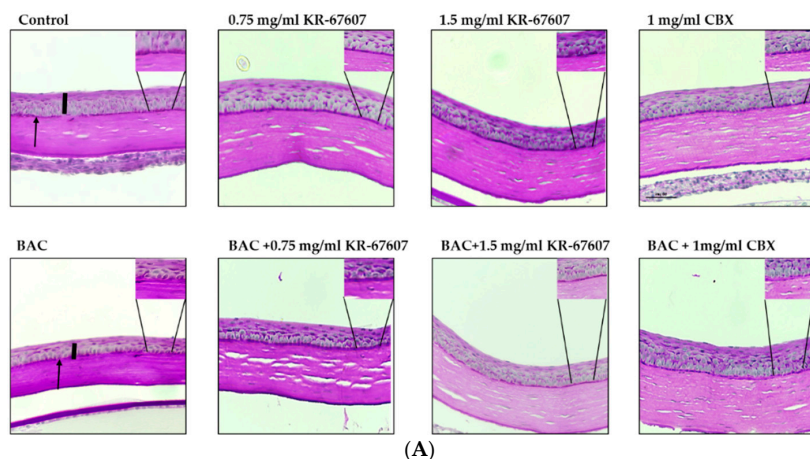 Control
0.75 mg/ml KR-67607
1.5 mg/ml KR-67607
1 mg/ml CBX
BAC
BAC +0.75 mg/ml KR-67607
BAC+1.5 mg/ml KR-67607
BAC + 1mg/ml CBX
(A)